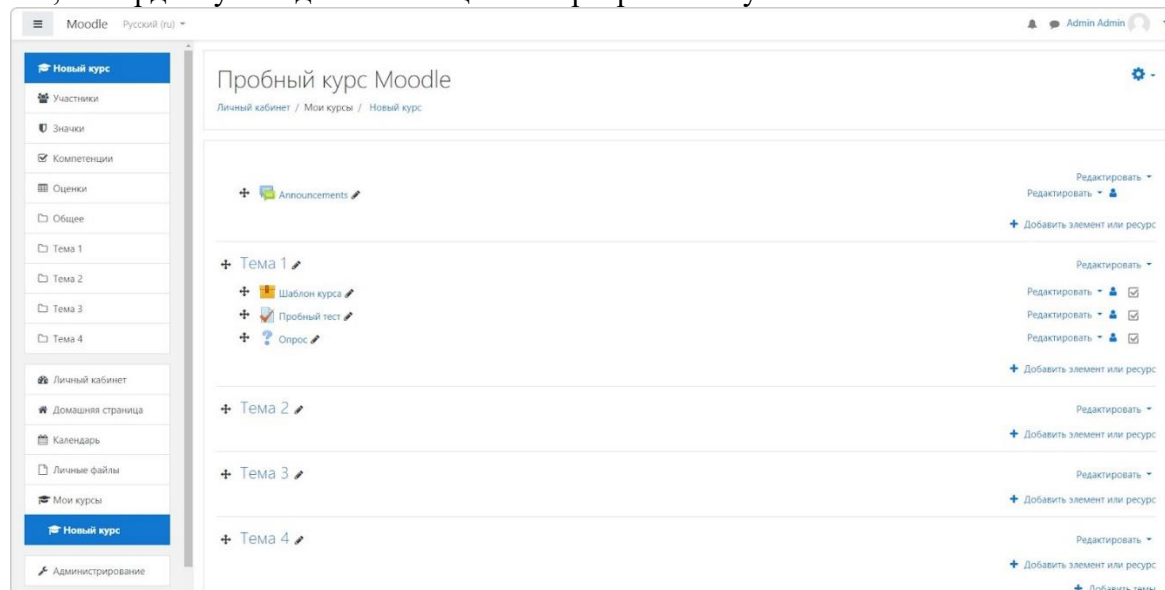 Moodle Русский (ru)
Admin Admin
Новый курс
Участники
Значки
Компетенции
Оценки
Общее
Тема 1
Тема 2
Тема 3
Тема 4
Личный кабинет
Домашняя страница
Календарь
Личные файлы
Мои курсы
Новый курс
Администрирование
Пробный курс Moodle
Личный кабинет / Мои курсы / Новый курс
Редактировать
Announcements Редактировать
Добавить элемент или ресурс
Тема 1 Редактировать
Шаблон курса Редактировать
Пробный тест Редактировать
Опрос Редактировать
Добавить элемент или ресурс
Тема 2 Редактировать
Добавить элемент или ресурс
Тема 3 Редактировать
Добавить элемент или ресурс
Тема 4 Редактировать
Добавить элемент или ресурс
Добавить темы